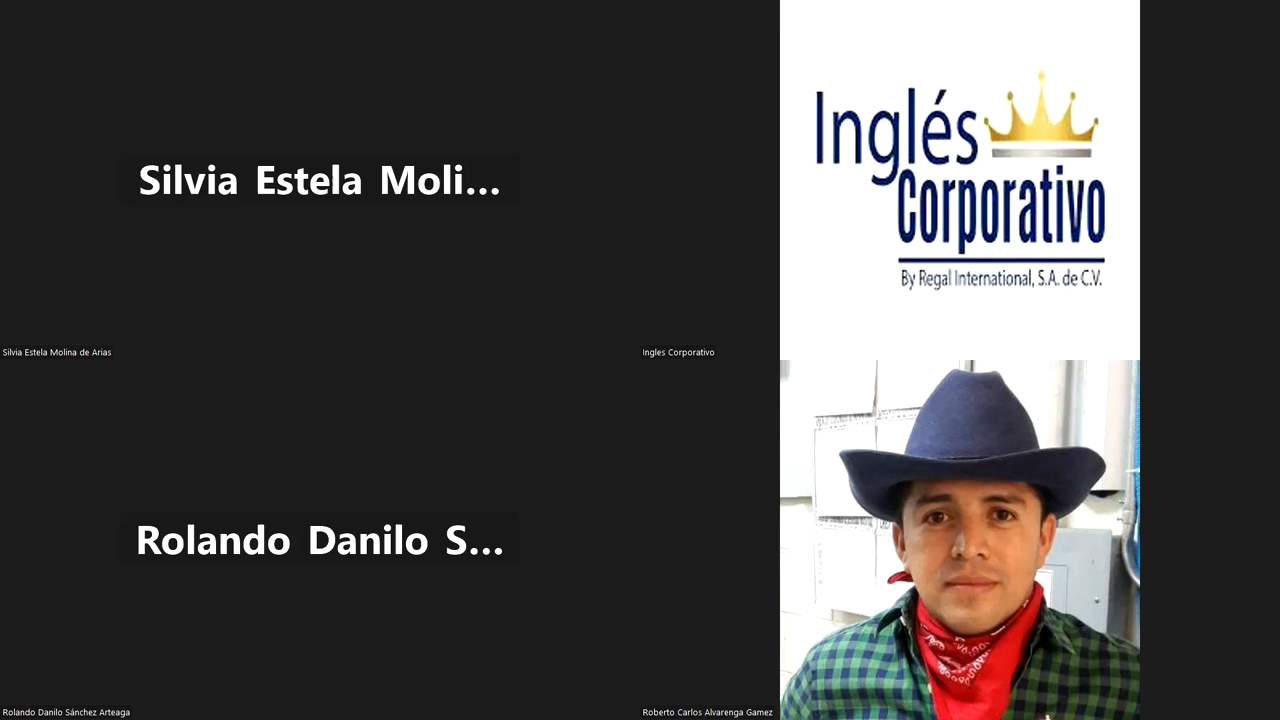 Silvia Estela Moli...
Silvia Estela Molina de Arias
Inglés
Corporativo
By Regal International, S.A. de C.V.
Ingles Corporativo
Rolando Danilo S...
Rolando Danilo Sánchez Arteaga
Roberto Carlos Alvarenga Gamez